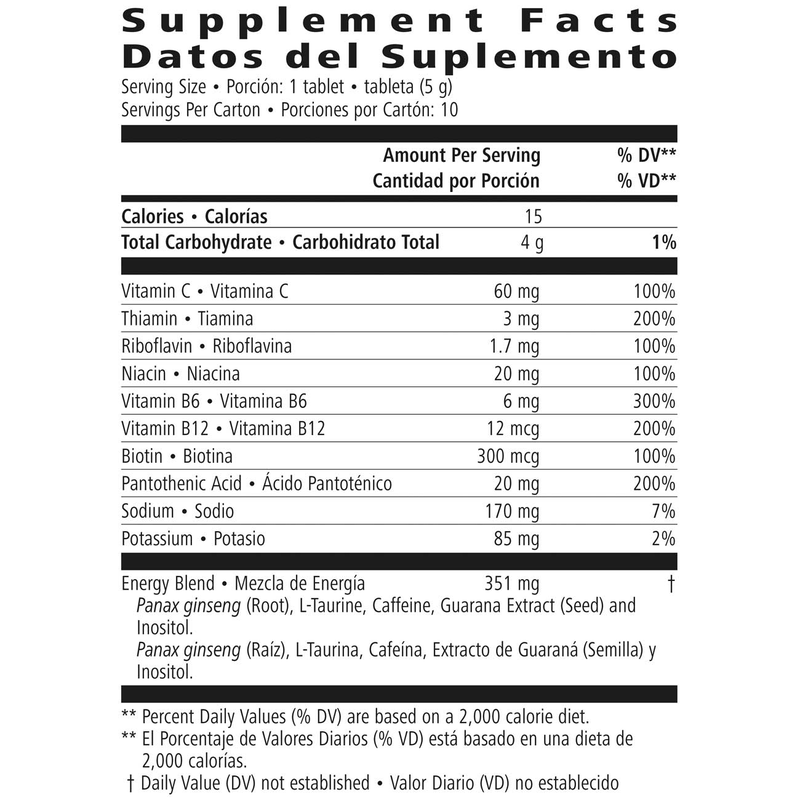 Supplement Facts
Datos del Suplemento
Serving Size • Porción: 1 tablet • tableta (5 g)
Servings Per Carton • Porciones por Cartón: 10
Amount Per Serving % DV**
Cantidad por Porción % VD**
Calories • Calorías 15
Total Carbohydrate • Carbohidrato Total 4 g 1%
Vitamin C • Vitamina C 60 mg 100%
Thiamin • Tiamina 3 mg 200%
Riboflavin • Riboflavina 1.7 mg 100%
Niacin • Niacina 20 mg 100%
Vitamin B6 • Vitamina B6 6 mg 300%
Vitamin B12 • Vitamina B12 12 mcg 200%
Biotin • Biotina 300 mcg 100%
Pantothenic Acid • Ácido Pantoténico 20 mg 200%
Sodium • Sodio 170 mg 7%
Potassium • Potasio 85 mg 2%
Energy Blend • Mezcla de Energía 351 mg †
Panax ginseng (Root), L-Taurine, Caffeine, Guarana Extract (Seed) and
Inositol.
Panax ginseng (Raíz), L-Taurina, Cafeína, Extracto de Guaraná (Semilla) y
Inositol.
** Percent Daily Values (% DV) are based on a 2,000 calorie diet.
** El Porcentaje de Valores Diarios (% VD) está basado en una dieta de
2,000 calorías.
† Daily Value (DV) not established • Valor Diario (VD) no establecido